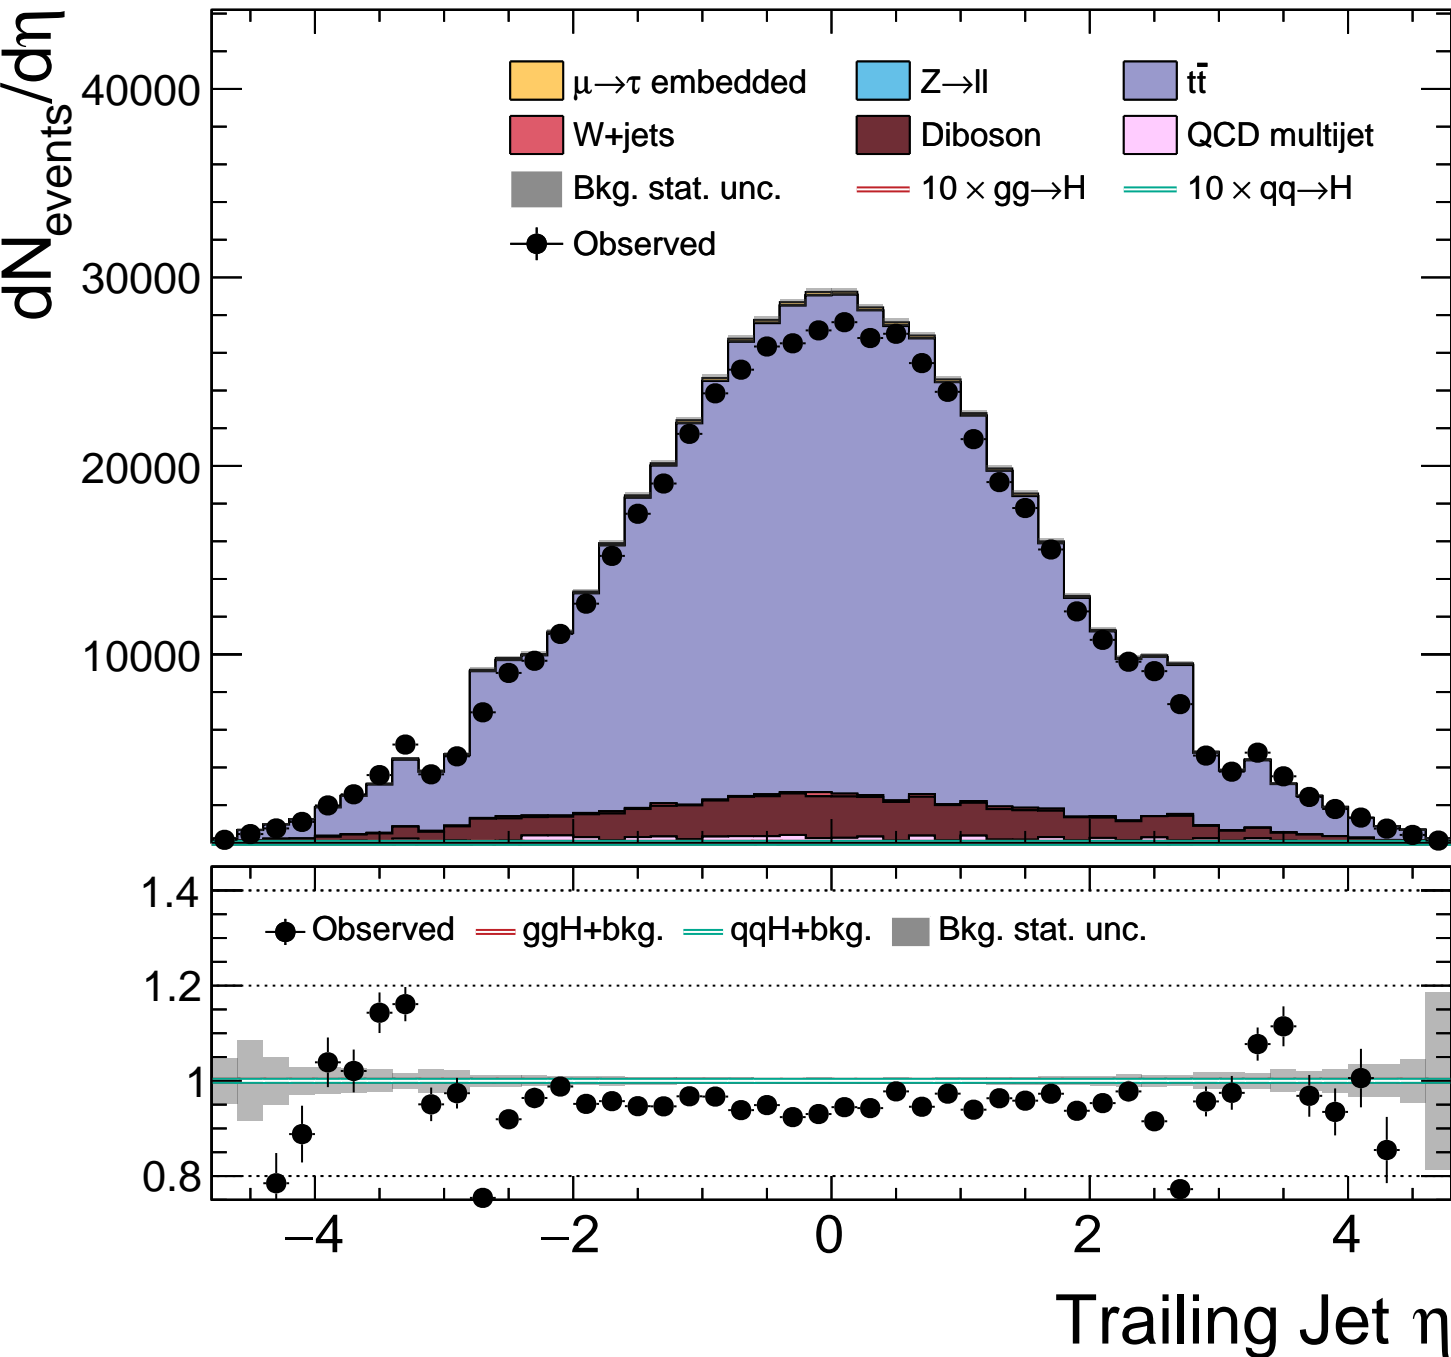 dN_events/dη
40000
30000
20000
10000
μ→τ embedded Z→ll tt̄
W+jets Diboson QCD multijet
Bkg. stat. unc. 10 × gg→H 10 × qq→H
Observed
1.4
1.2
1
0.8
Observed ggH+bkg. qqH+bkg. Bkg. stat. unc.
−4 −2 0 2 4
Trailing Jet η